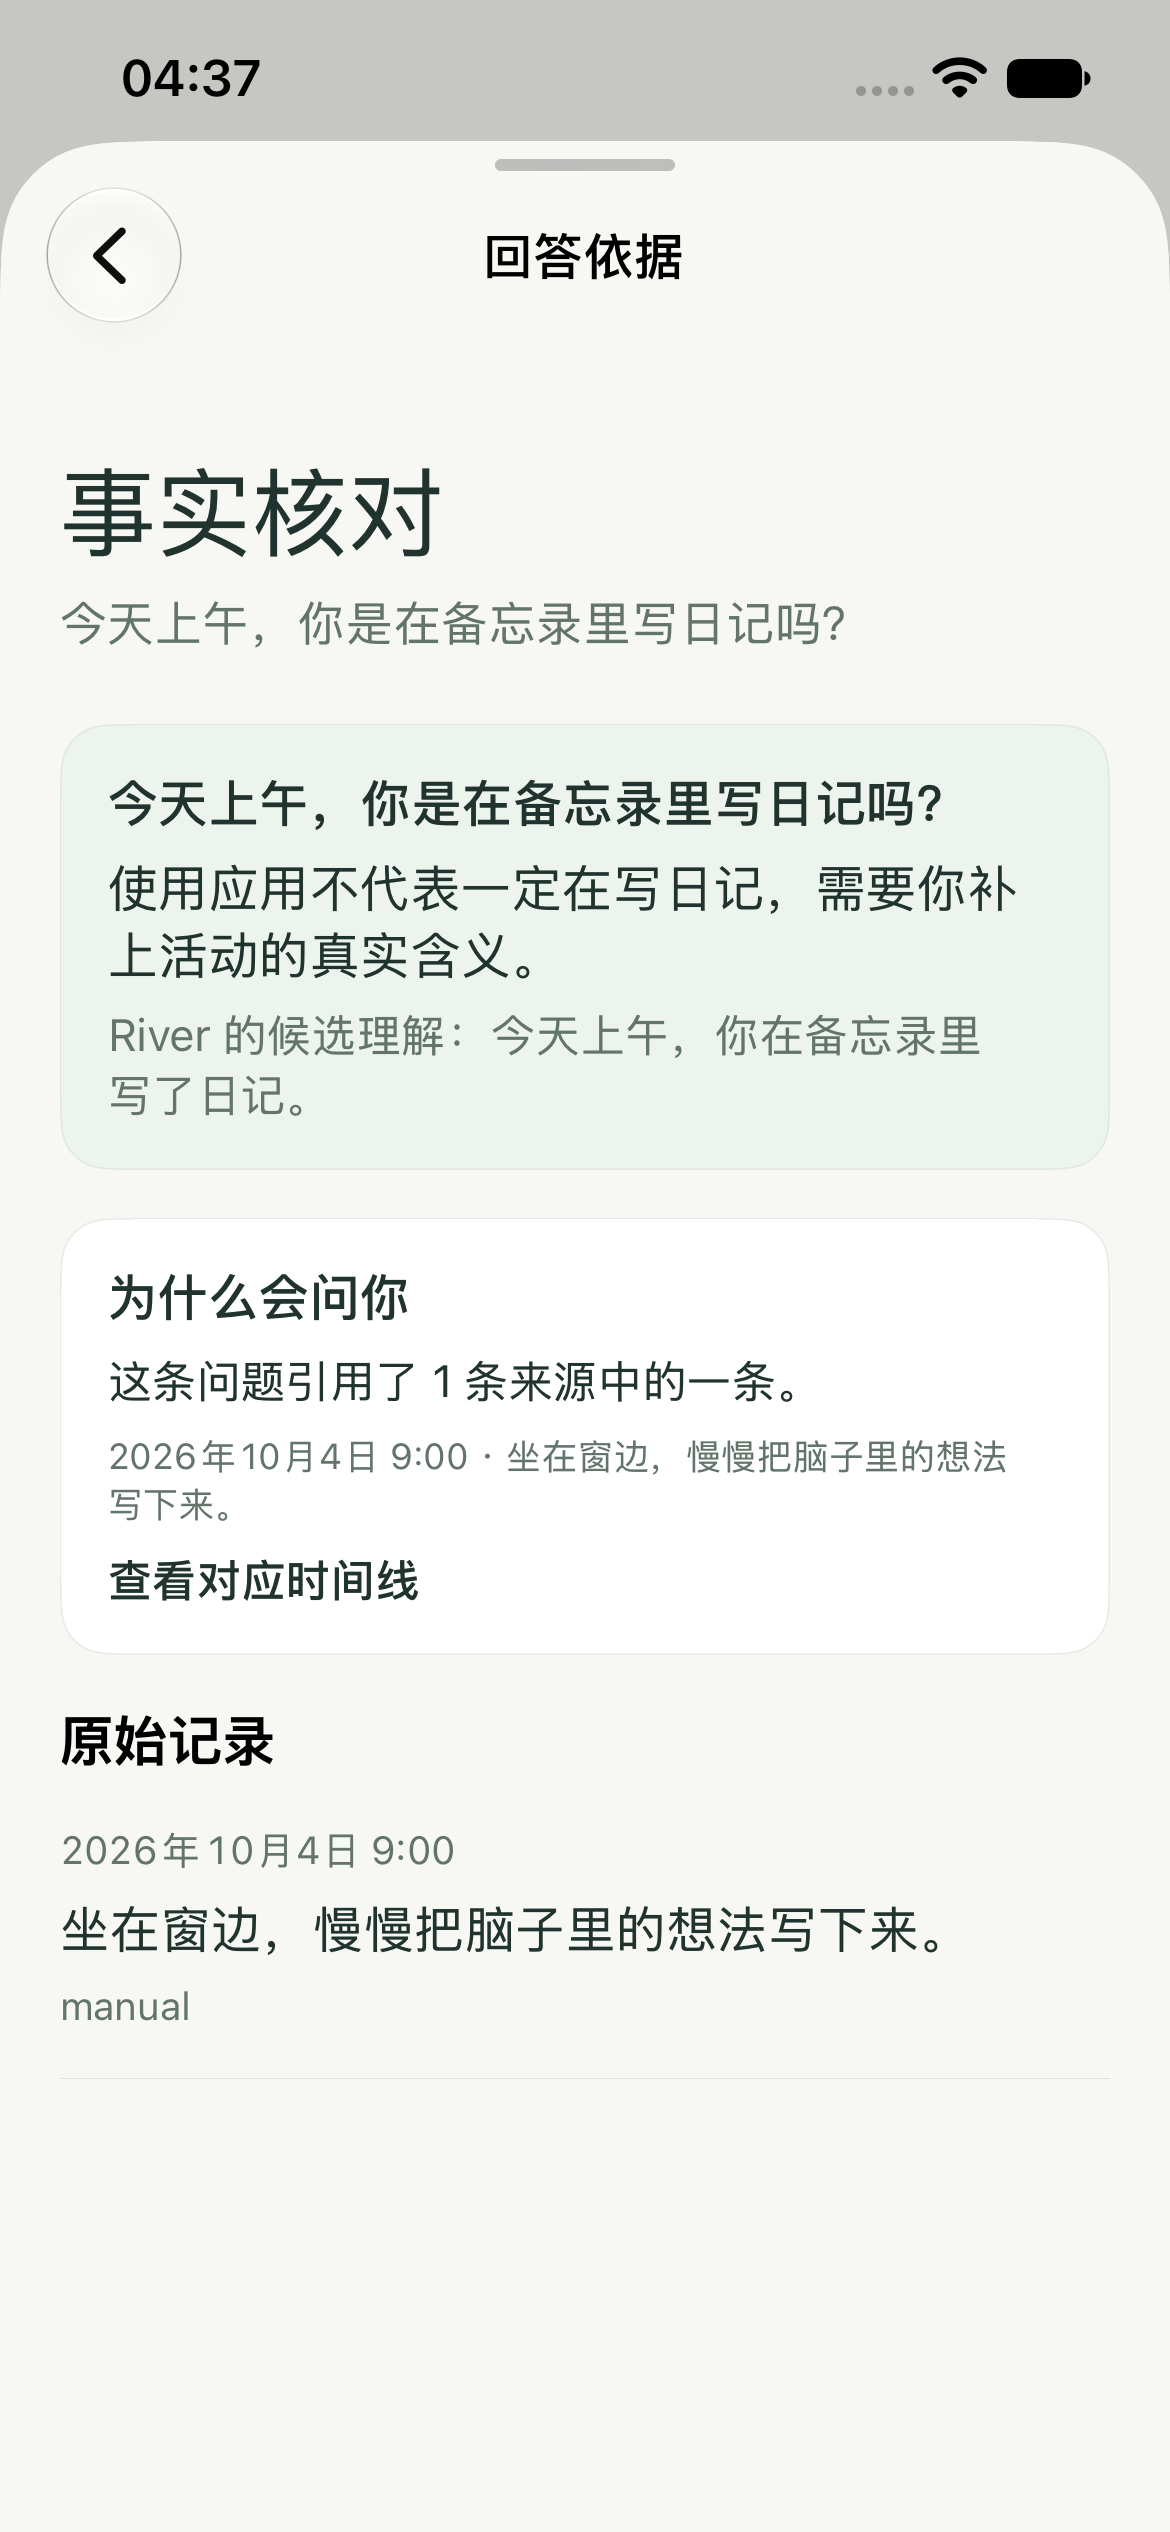 04:37
回答依据
事实核对
今天上午，你是在备忘录里写日记吗?
今天上午，你是在备忘录里写日记吗?
使用应用不代表一定在写日记，需要你补
上活动的真实含义。
River 的候选理解：今天上午，你在备忘录里
写了日记。
为什么会问你
这条问题引用了 1 条来源中的一条。
2026年10月4日 9:00 · 坐在窗边，慢慢把脑子里的想法
写下来。
查看对应时间线
原始记录
2026年10月4日 9:00
坐在窗边，慢慢把脑子里的想法写下来。
manual